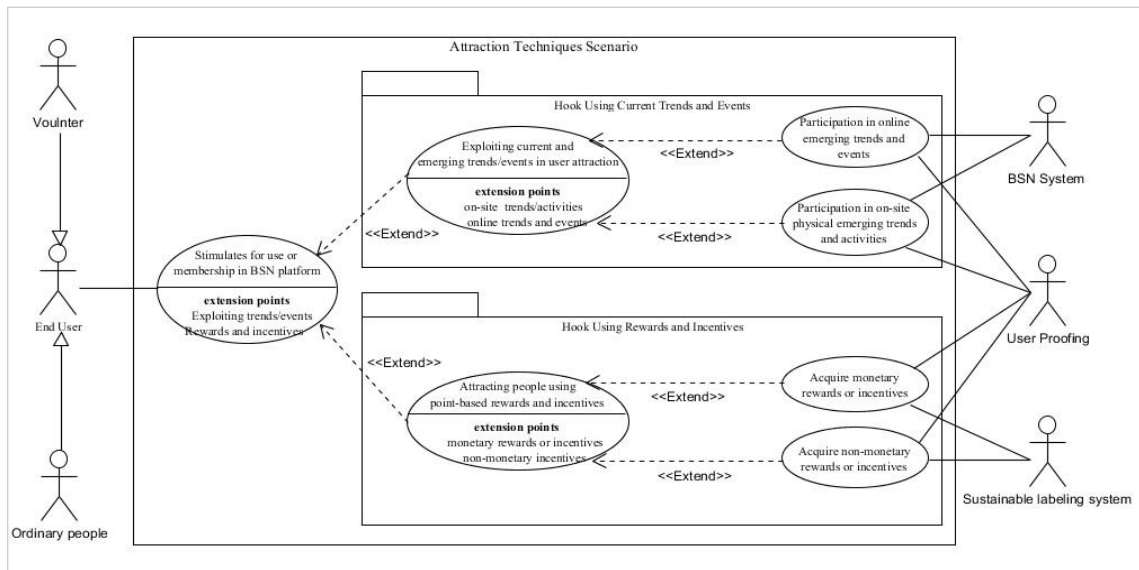 Attraction Techniques Scenario
Voulnter
End User
Ordinary people
Stimulates for use or
membership in BSN platform
extension points
Exploiting trends/events
Rewards and incentives
<<Extend>>
<<Extend>>
Hook Using Current Trends and Events
Exploiting current and
emerging trends/events in user attraction
extension points
on-site trends/activities
online trends and events
<<Extend>>
<<Extend>>
Participation in online
emerging trends and
events
Participation in on-site
physical emerging trends
and activities
Hook Using Rewards and Incentives
Attracting people using
point-based rewards and incentives
extension points
monetary rewards or incentives
non-monetary incentives
<<Extend>>
<<Extend>>
Acquire monetary
rewards or incentives
Acquire non-monetary
rewards or incentives
BSN System
User Proofing
Sustainable labeling system